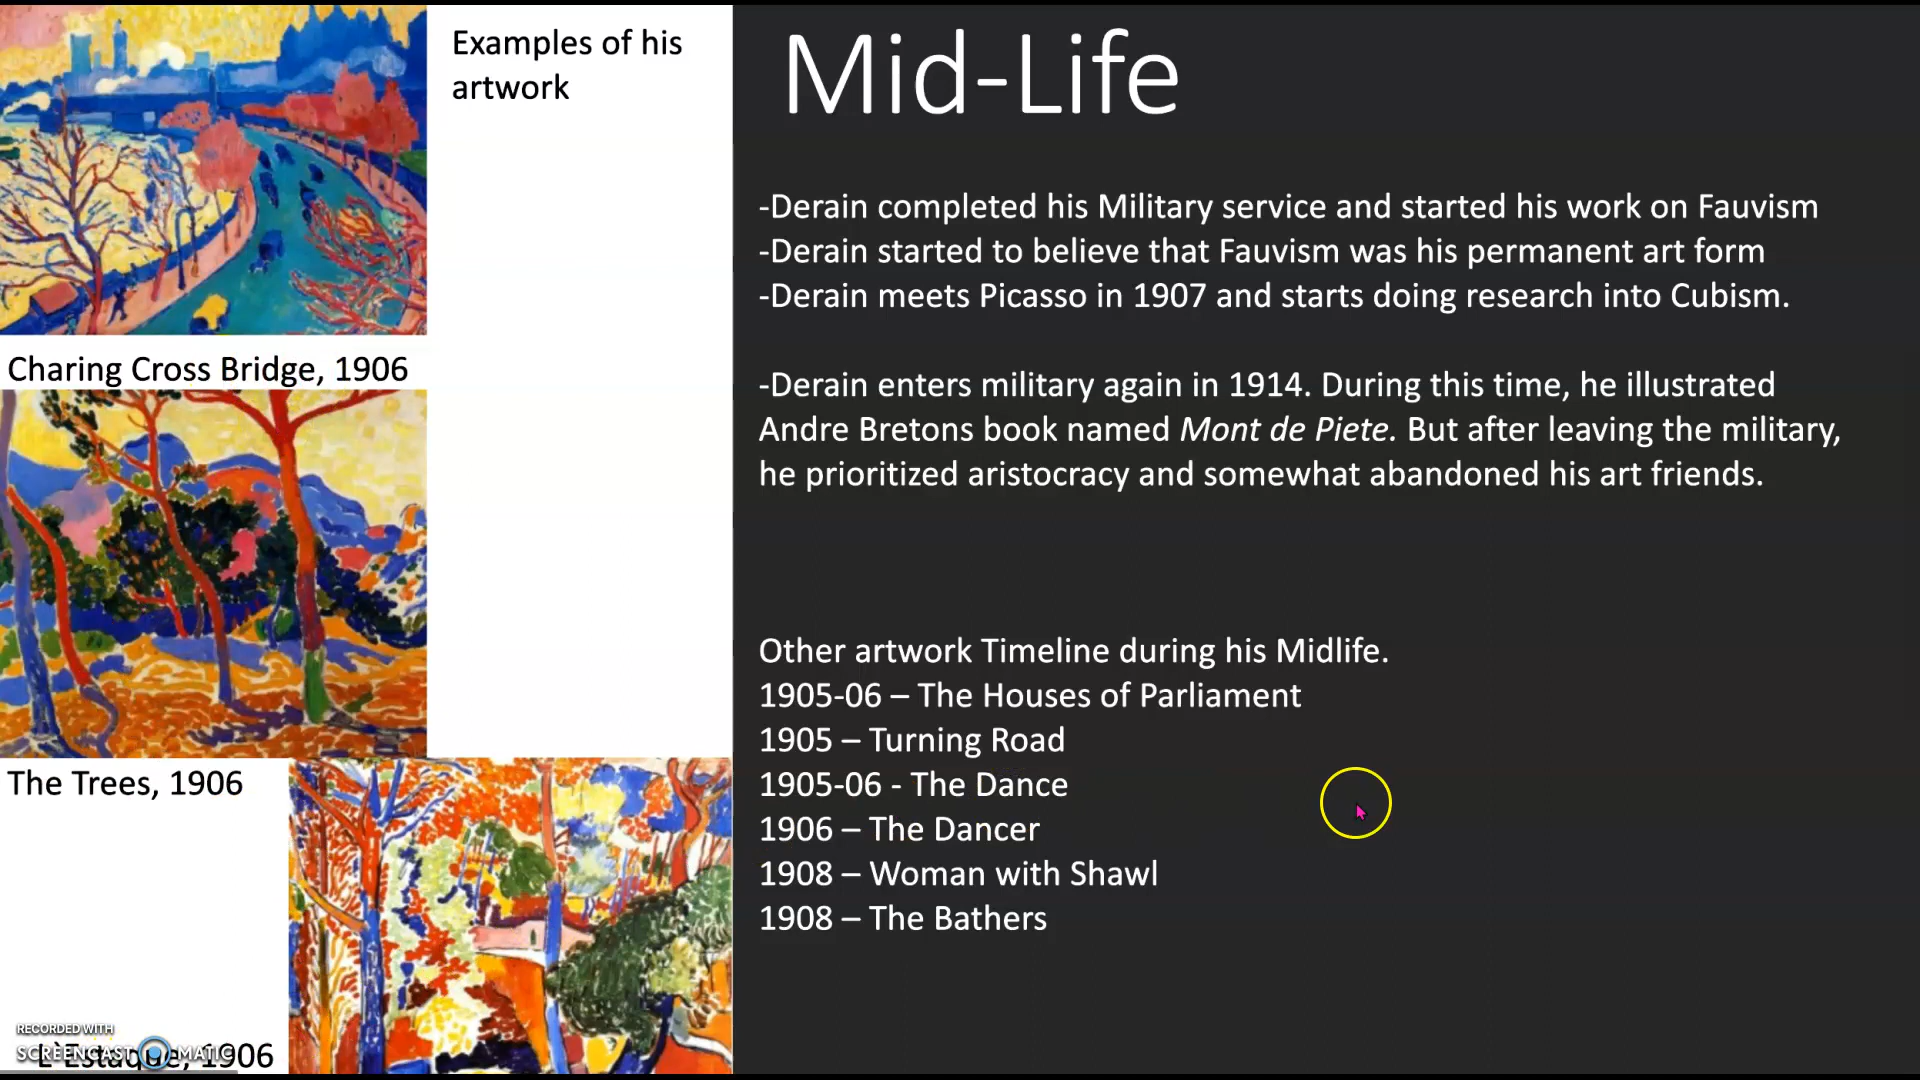 Examples of his
artwork
Charing Cross Bridge, 1906
The Trees, 1906
RECORDED WITH
SCREENCAST MATIC
L`Estaque, 1906
Mid-Life
-Derain completed his Military service and started his work on Fauvism
-Derain started to believe that Fauvism was his permanent art form
-Derain meets Picasso in 1907 and starts doing research into Cubism.
-Derain enters military again in 1914. During this time, he illustrated
Andre Bretons book named Mont de Piete. But after leaving the military,
he prioritized aristocracy and somewhat abandoned his art friends.
Other artwork Timeline during his Midlife.
1905-06 – The Houses of Parliament
1905 – Turning Road
1905-06 - The Dance
1906 – The Dancer
1908 – Woman with Shawl
1908 – The Bathers